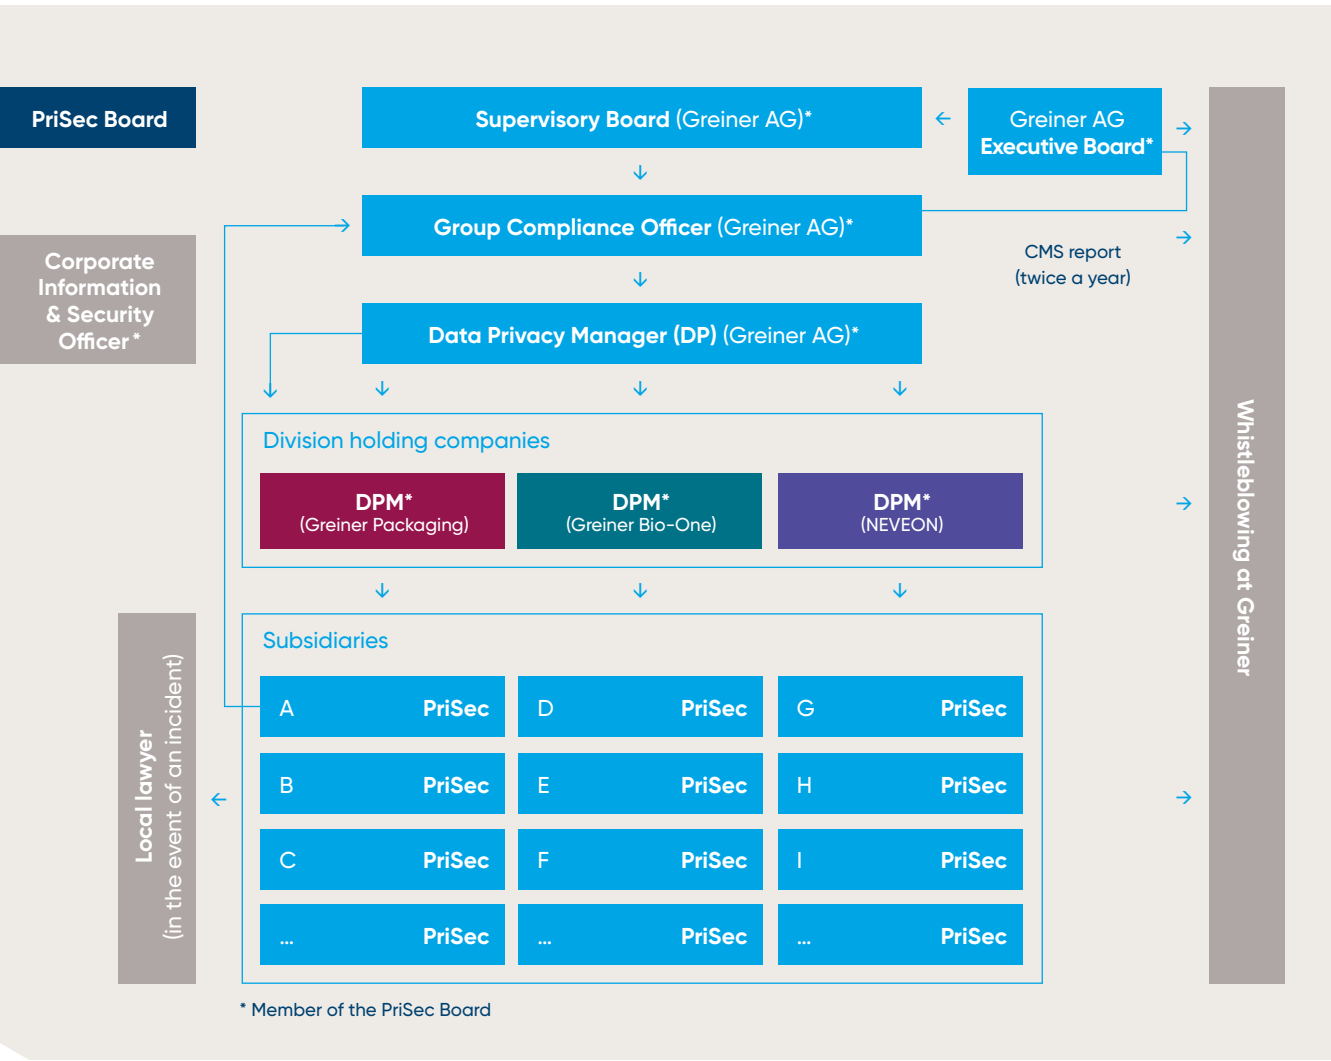 PriSec Board
Supervisory Board (Greiner AG)*
Greiner AG
Executive Board*
Group Compliance Officer (Greiner AG)*
Corporate
Information
& Security
Officer *
CMS report
(twice a year)
Data Privacy Manager (DP) (Greiner AG)*
Division holding companies
DPM*
(Greiner Packaging)
DPM*
(Greiner Bio-One)
DPM*
(NEVEON)
Whistleblowing at Greiner
Subsidiaries
Local lawyer
(in the event of an incident)
A PriSec
D PriSec
G PriSec
B PriSec
E PriSec
H PriSec
C PriSec
F PriSec
I PriSec
... PriSec
... PriSec
... PriSec
* Member of the PriSec Board